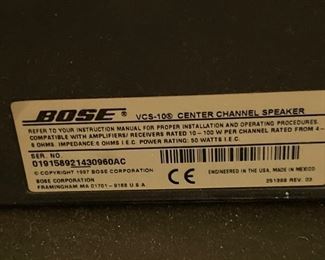 BOSE® VCS-10® CENTER CHANNEL SPEAKER
REFER TO YOUR INSTRUCTION MANUAL FOR PROPER INSTALLATION AND OPERATING PROCEDURES.
COMPATIBLE WITH AMPLIFIERS/ RECEIVERS RATED 10 - 100 W PER CHANNEL RATED FROM 4-
8 OHMS. IMPEDANCE: 6 OHMS I.E.C. POWER RATING: 50 WATTS I.E.C.
SER. NO.
019158921430960AC
COPYRIGHT © 1997 BOSE CORPORATION
BOSE CORPORATION
FRAMINGHAM MA 01701 - 9168 U S A
CE
ENGINEERED IN THE USA, MADE IN MEXICO
REV. 03